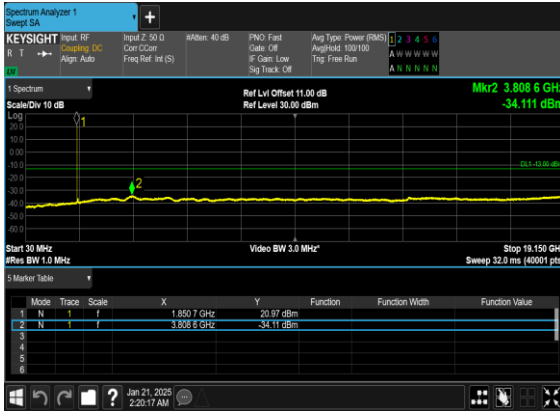 Spectrum Analyzer 1
Swept SA
+
KEYSIGHT Input: RF Input Z: 50 Ω #Atten: 40 dB PNO: Fast Avg Type: Power (RMS) 1 2 3 4 5 6
R T Coupling: DC Corr CCorr Gate: Off Avg|Hold: 100/100 A W W W W W
Align: Auto Freq Ref: Int (S) IF Gain: Low Trig: Free Run
LXI Sig Track: Off A N N N N N
1 Spectrum Ref Lvl Offset 11.00 dB Mkr2 3.808 6 GHz
Scale/Div 10 dB Ref Level 30.00 dBm -34.111 dBm
Log
20.0
10.0
0.00
-10.0
-20.0
-30.0
-40.0
-50.0
-60.0
1
2
DL1 -13.00 dBm
Start 30 MHz Video BW 3.0 MHz* Stop 19.150 GHz
#Res BW 1.0 MHz Sweep 32.0 ms (40001 pts)
5 Marker Table
Mode Trace Scale X Y Function Function Width Function Value
1 N 1 f 1.850 7 GHz 20.97 dBm
2 N 1 f 3.808 6 GHz -34.11 dBm
3
4
5
6
? Jan 21, 2025
2:20:17 AM